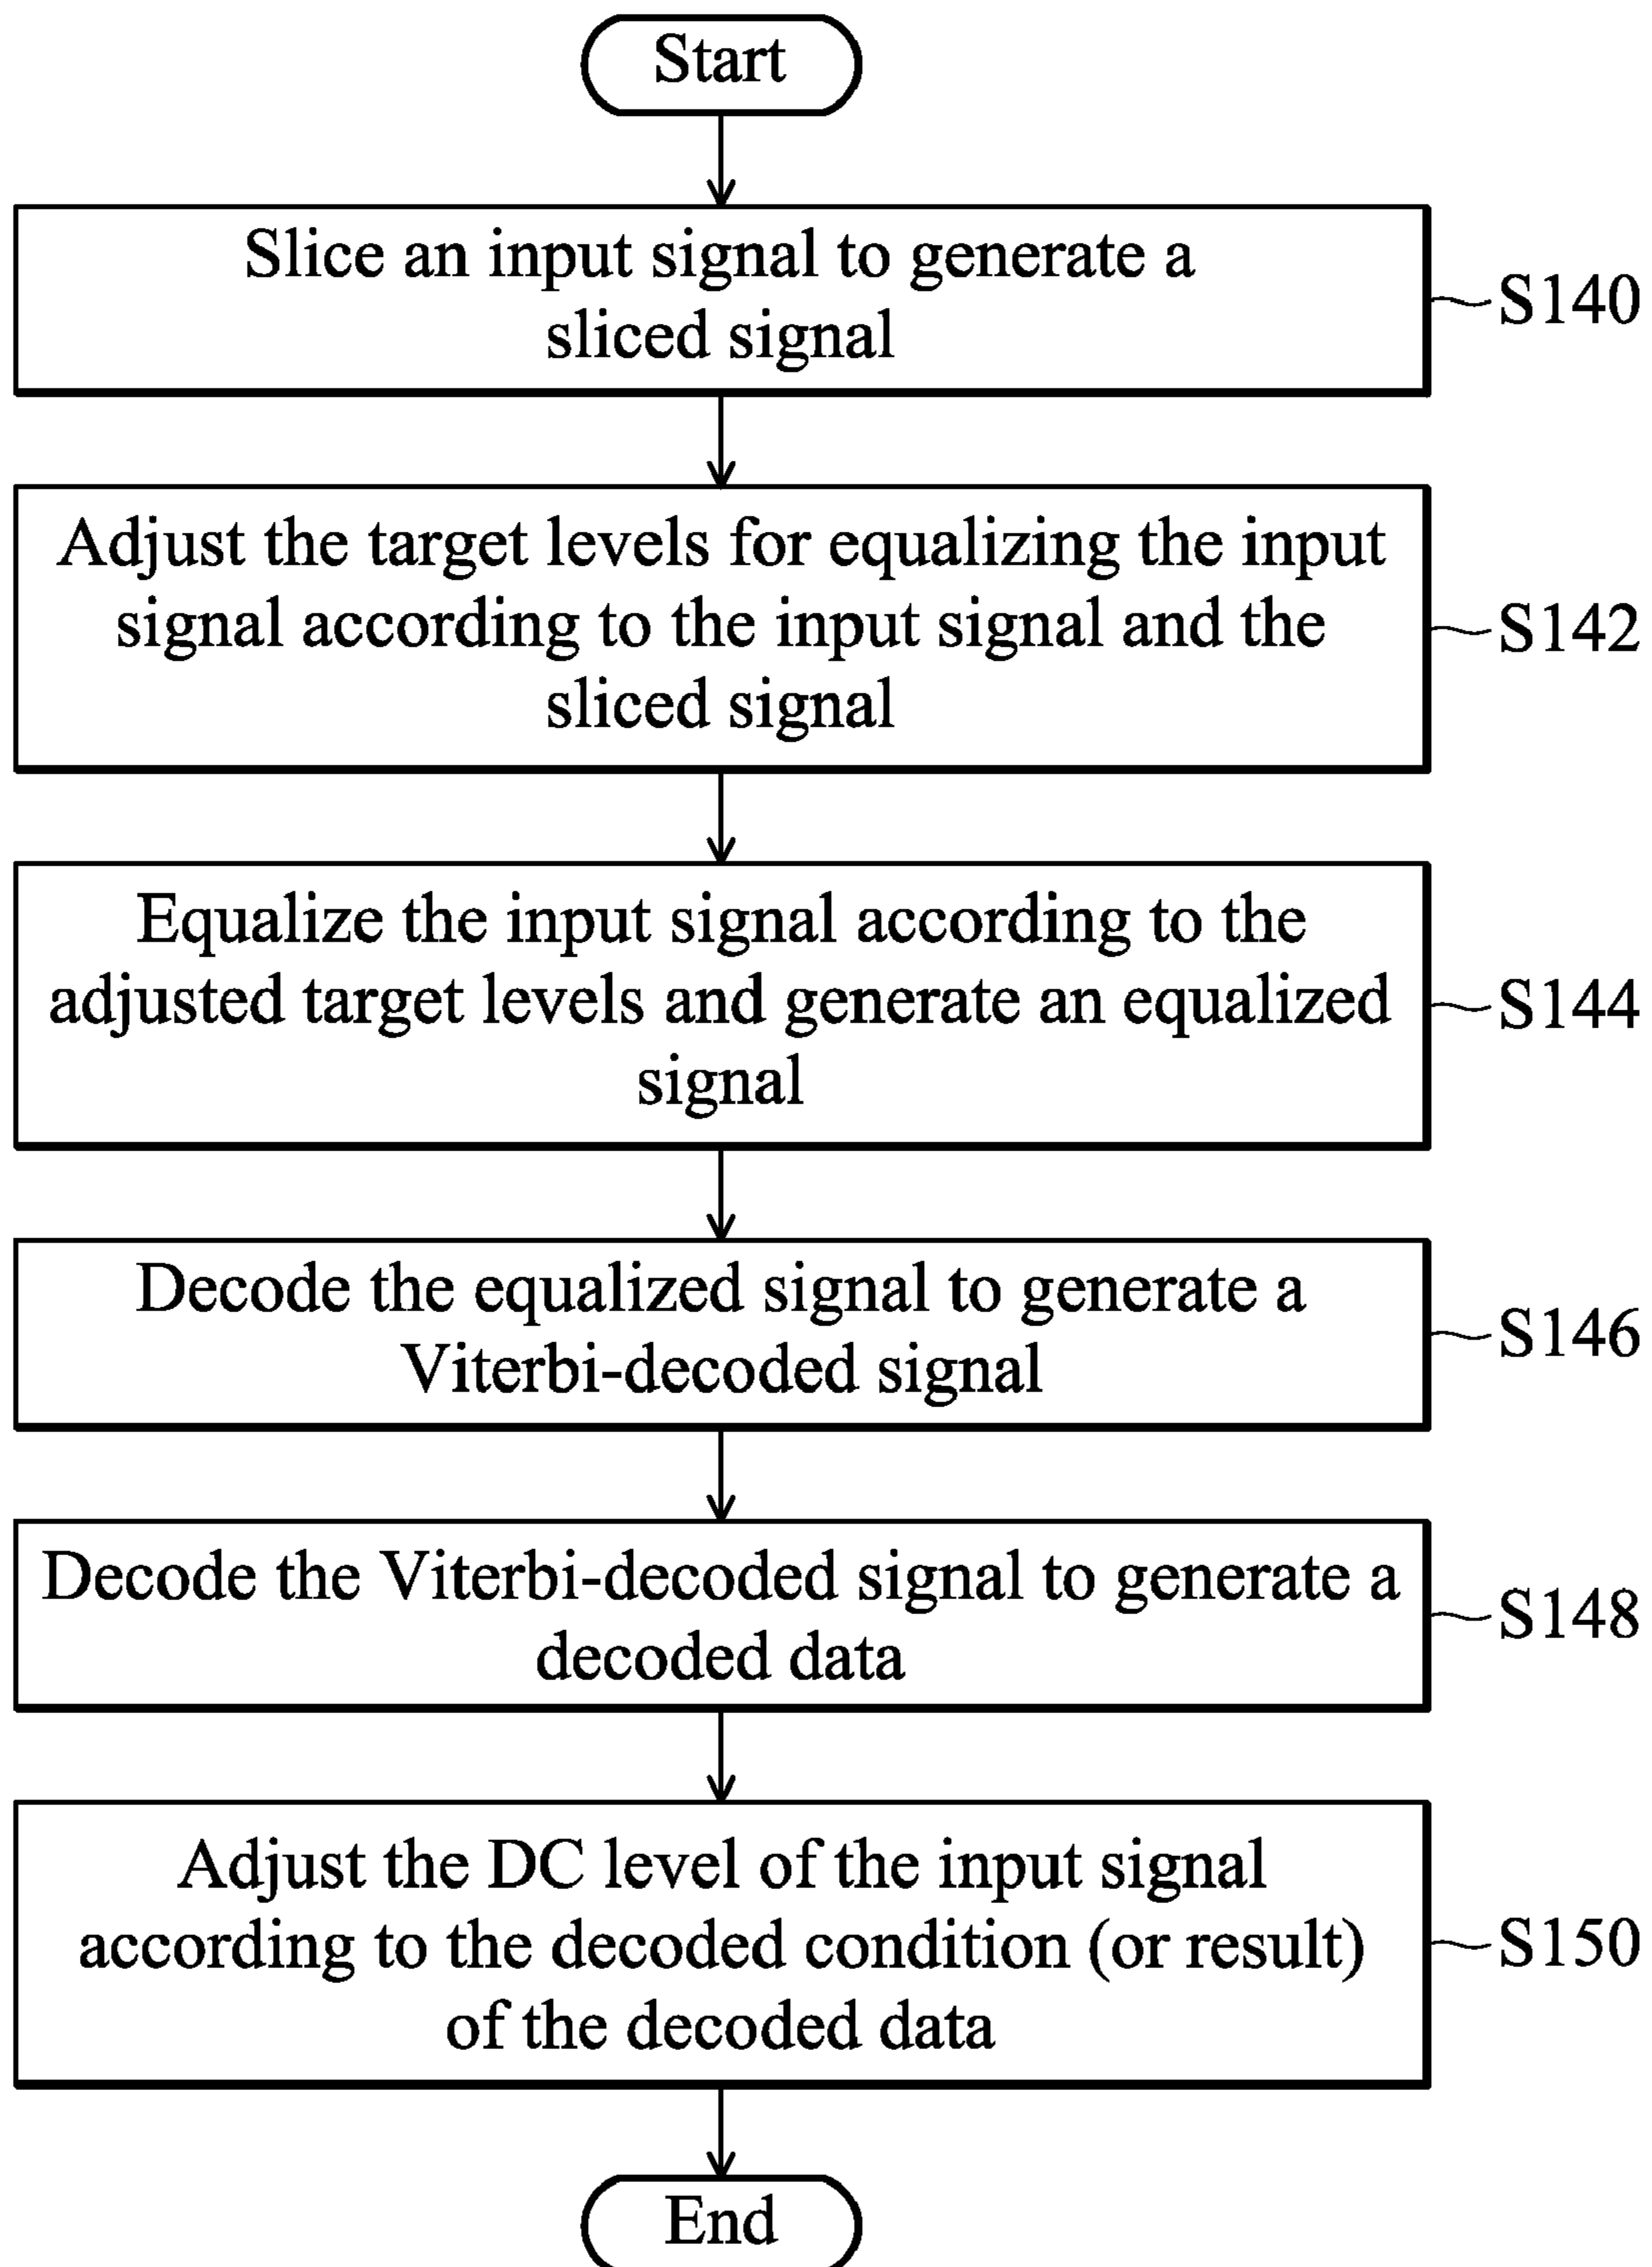 Start
Slice an input signal to generate a
sliced signal
S140
Adjust the target levels for equalizing the input
signal according to the input signal and the
sliced signal
S142
Equalize the input signal according to the
adjusted target levels and generate an equalized
signal
S144
Decode the equalized signal to generate a
Viterbi-decoded signal
S146
Decode the Viterbi-decoded signal to generate a
decoded data
S148
Adjust the DC level of the input signal
according to the decoded condition (or result)
of the decoded data
S150
End